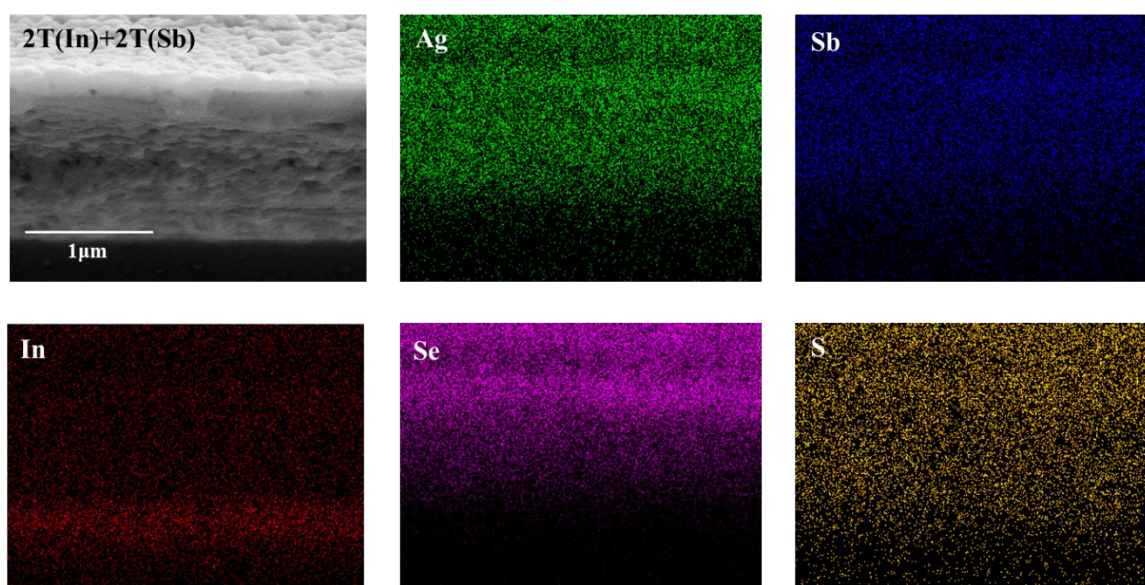 2T(In)+2T(Sb)
Ag
Sb
1μm
In
Se
S